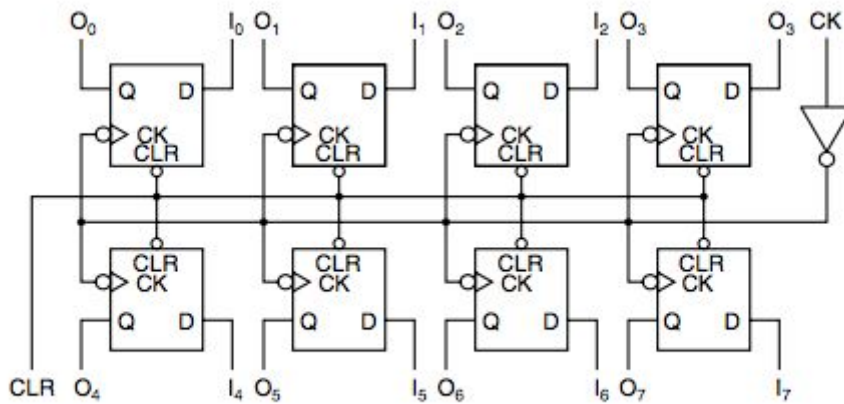 O₀ I₀ O₁ I₁ O₂ I₂ O₃ O₃ CK
Q D Q D Q D Q D
CK CK CK CK
CLR CLR CLR CLR
CLR CLR CLR CLR
CK CK CK CK
Q D Q D Q D Q D
CLR O₄ I₄ O₅ I₅ O₆ I₆ O₇ I₇